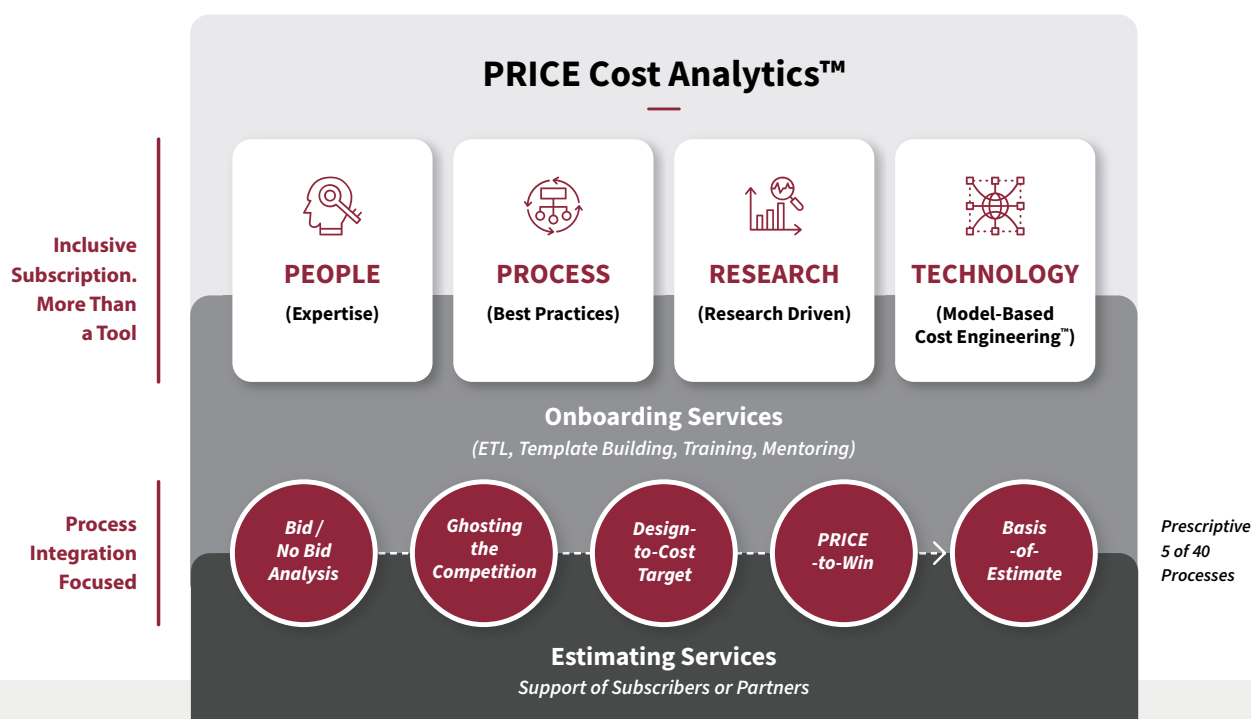 PRICE Cost Analytics™
Inclusive
Subscription.
More Than
a Tool
PEOPLE
(Expertise)
PROCESS
(Best Practices)
RESEARCH
(Research Driven)
TECHNOLOGY
(Model-Based
Cost Engineering™)
Onboarding Services
(ETL, Template Building, Training, Mentoring)
Process
Integration
Focused
Bid /
No Bid
Analysis
Ghosting
the
Competition
Design-
to-Cost
Target
PRICE
-to-Win
Basis
-of-
Estimate
Prescriptive
5 of 40
Processes
Estimating Services
Support of Subscribers or Partners